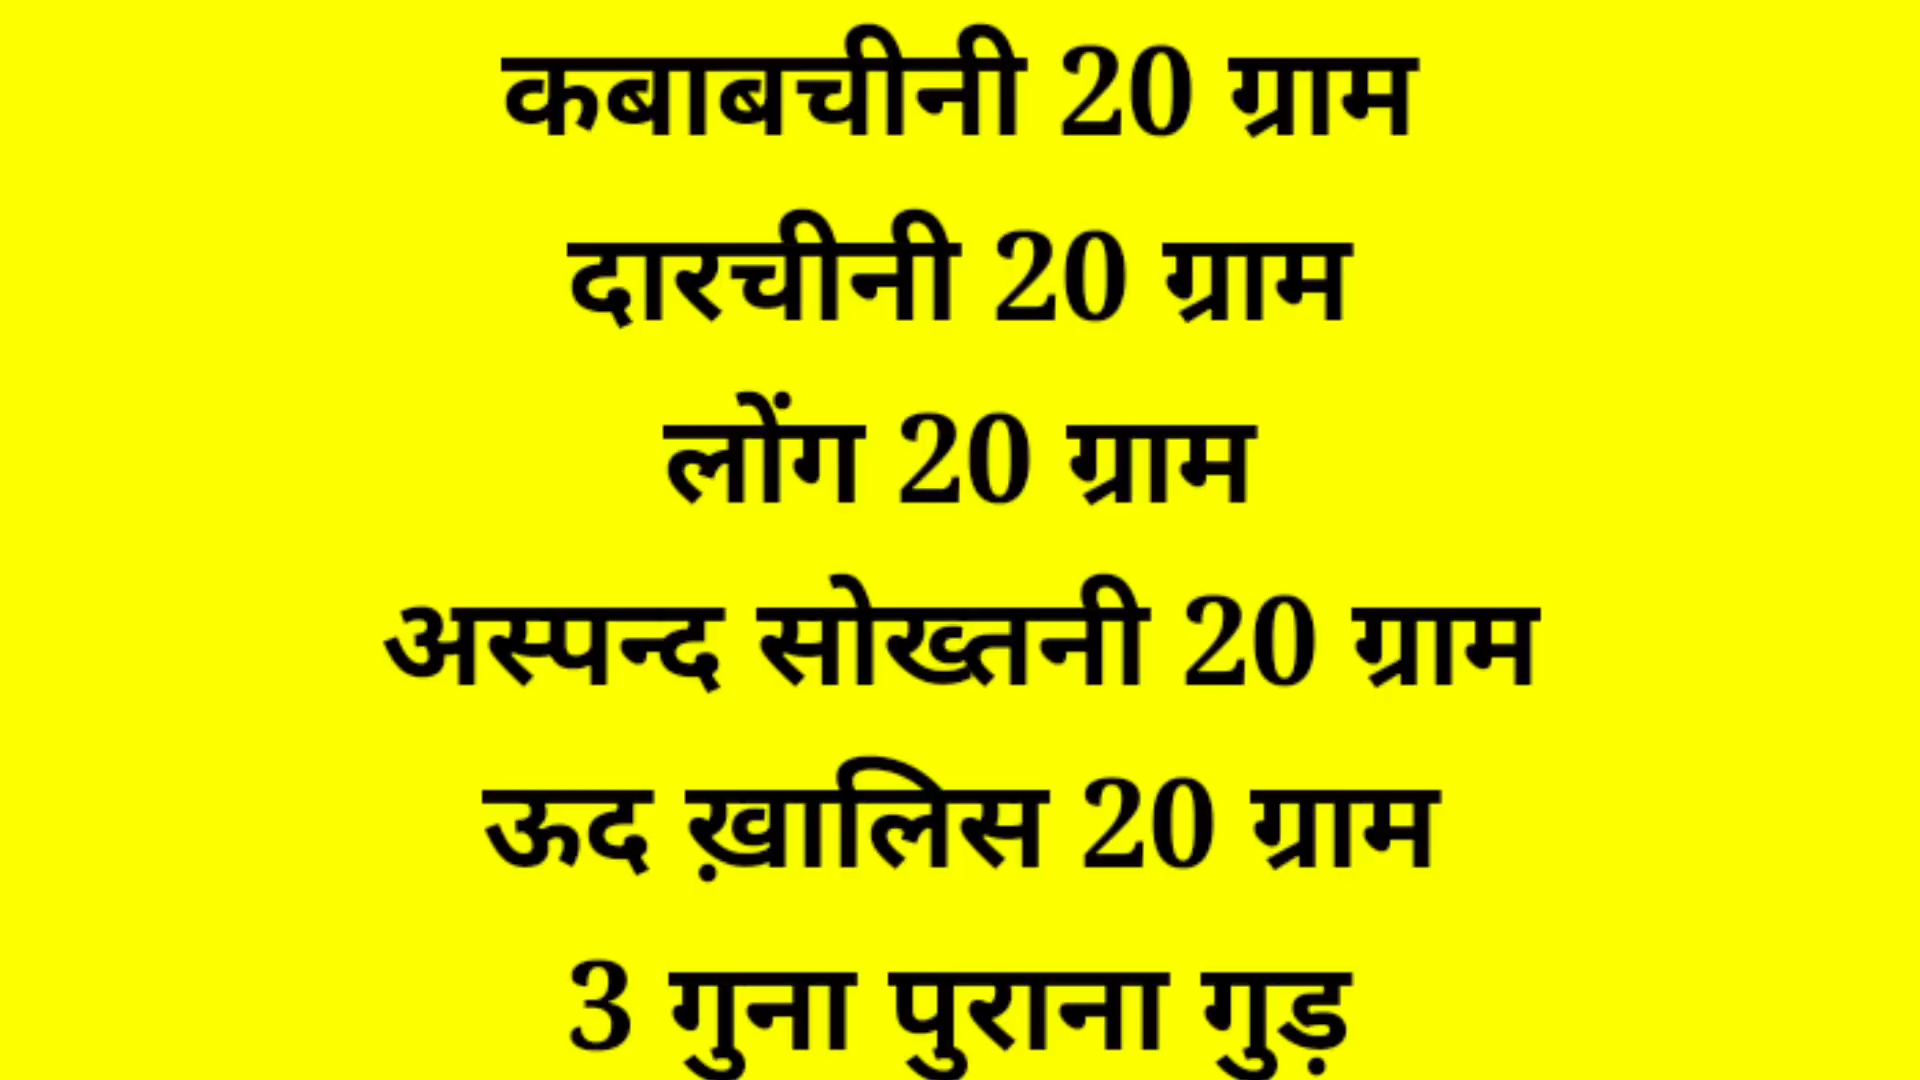 कबाबचीनी 20 ग्राम
दारचीनी 20 ग्राम
लोंग 20 ग्राम
अस्पन्द सोख्तनी 20 ग्राम
ऊद ख़ालिस 20 ग्राम
3 गुना पुराना गुड़